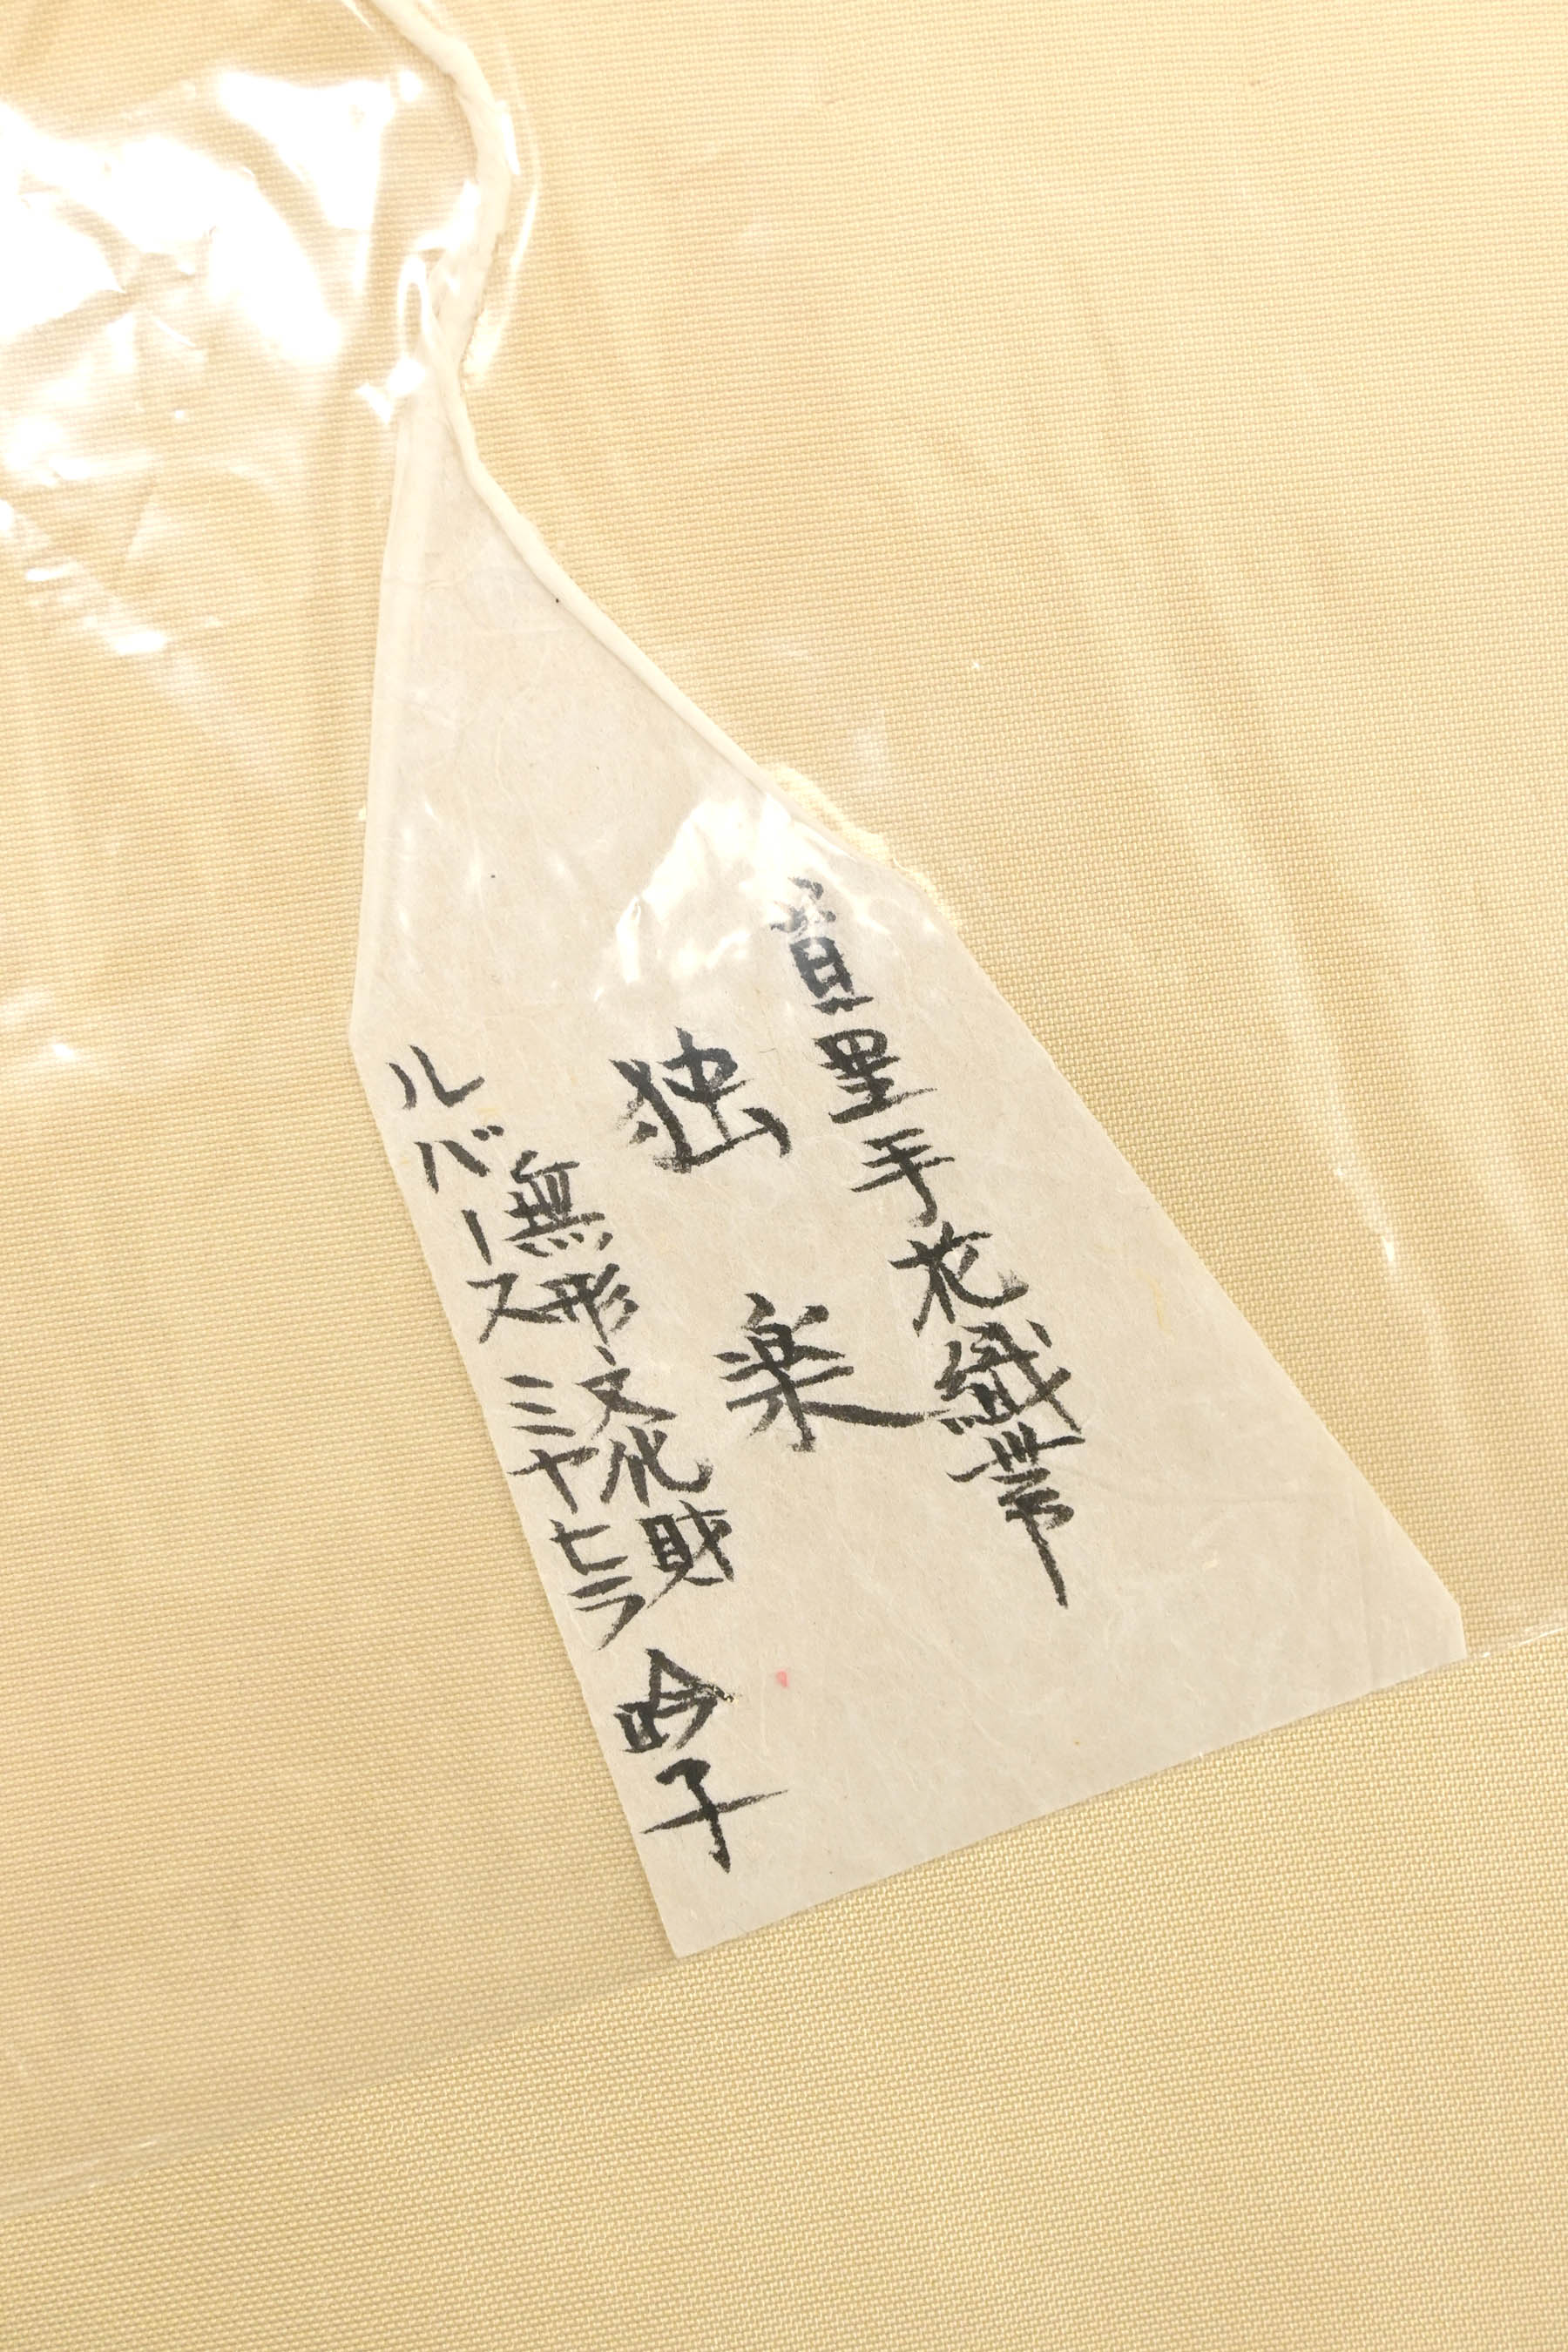 首里手花織帯
独楽
無形文化財
ルバース ミヤヒラ 吟子